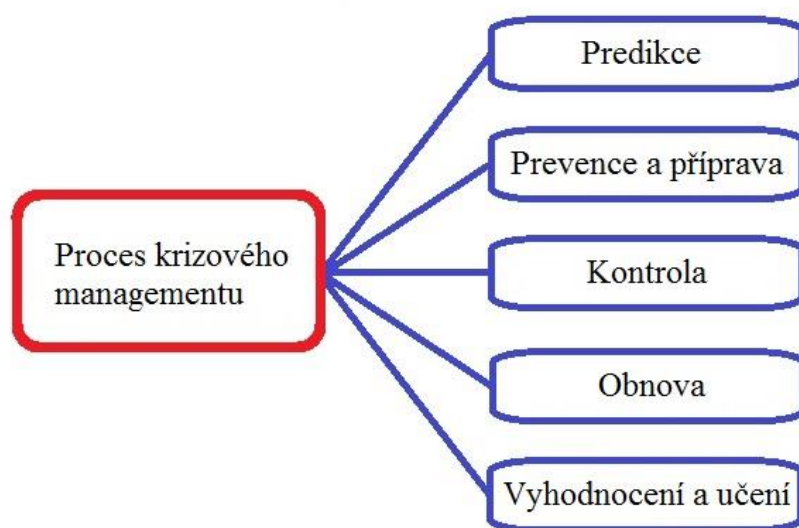 Predikce
Prevence a příprava
Proces krizového
managementu
Kontrola
Obnova
Vyhodnocení a učení